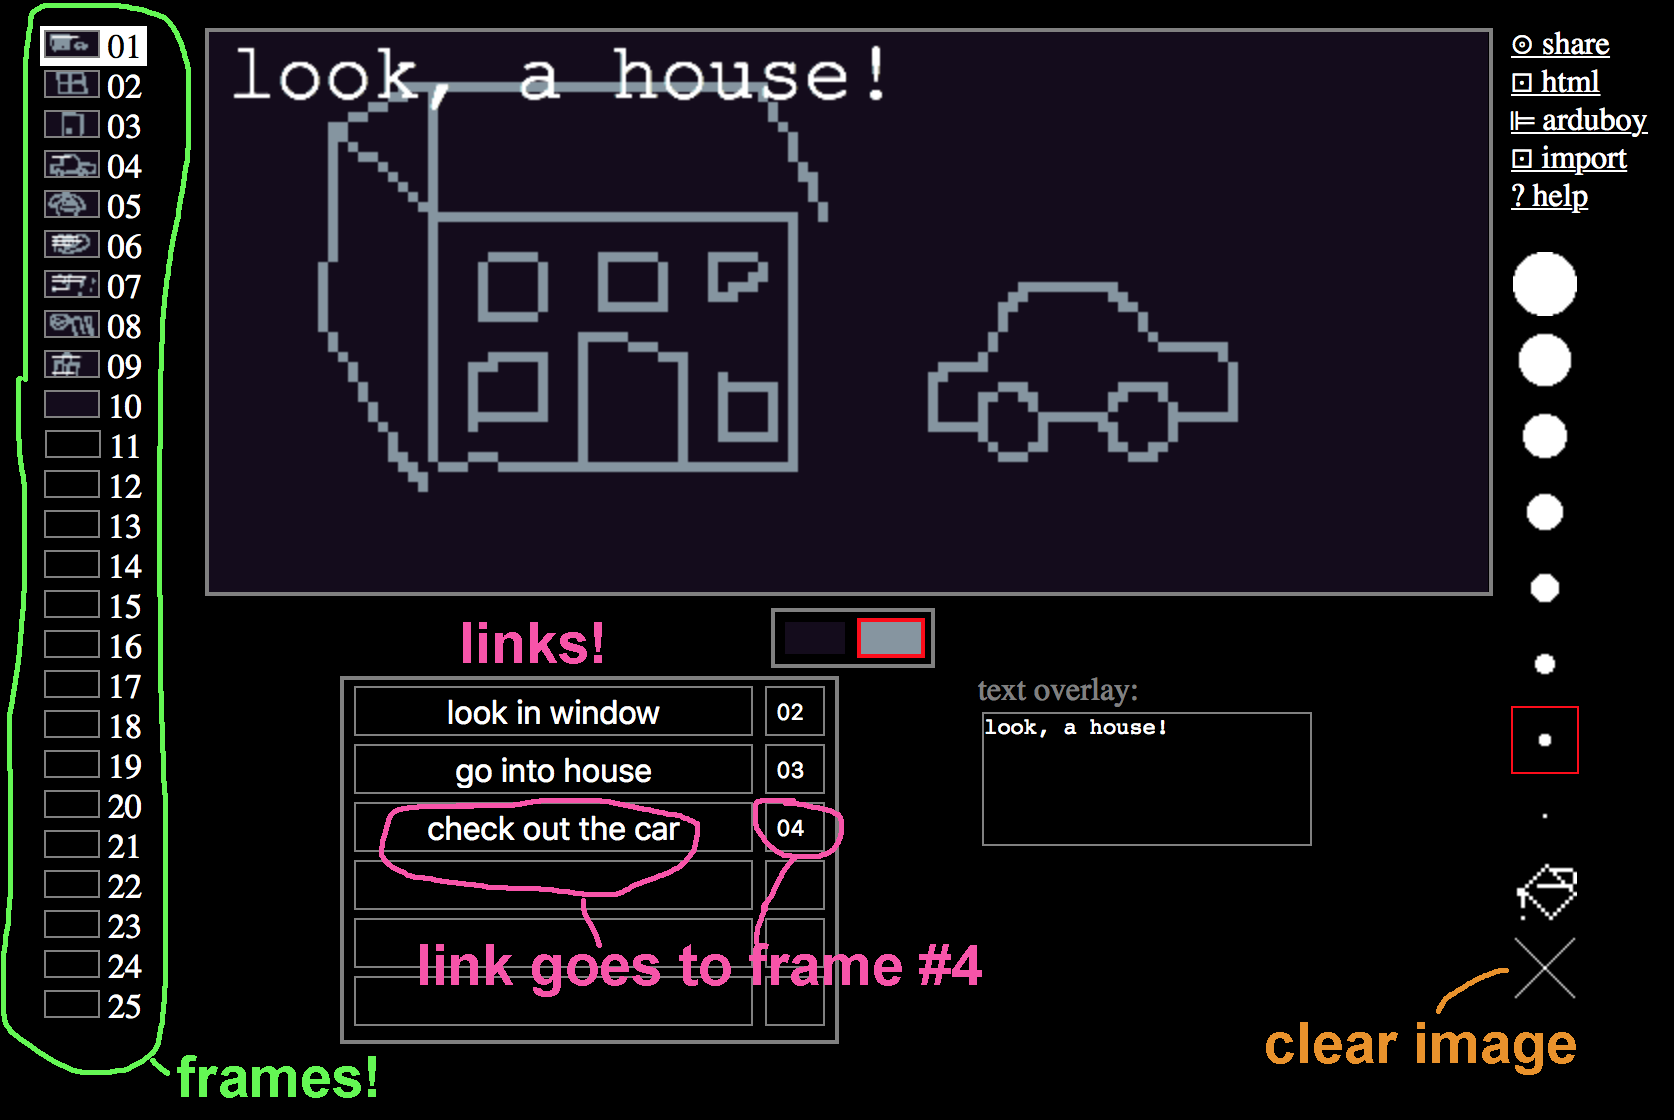 01
02
03
04
05
06
07
08
09
10
11
12
13
14
15
16
17
18
19
20
21
22
23
24
25
frames!
look, a house!
links!
look in window 02
go into house 03
check out the car 04
link goes to frame #4
text overlay:
look, a house!
share
html
arduboy
import
? help
clear image